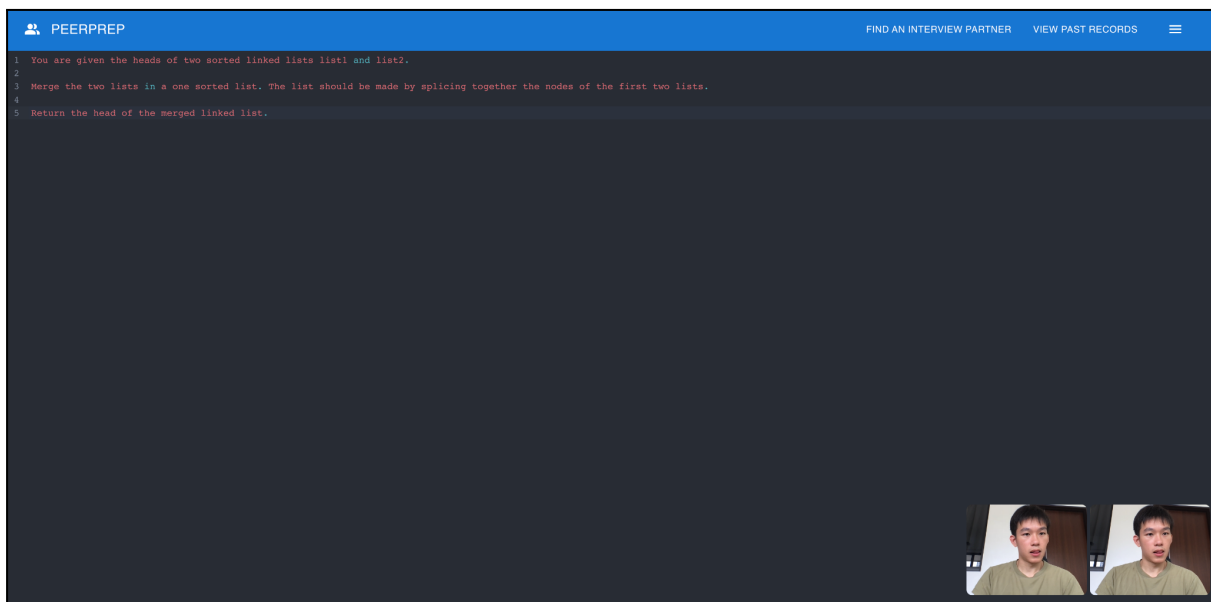 PEERPREP
FIND AN INTERVIEW PARTNER
VIEW PAST RECORDS
1 You are given the heads of two sorted linked lists list1 and list2.
2
3 Merge the two lists in a one sorted list. The list should be made by splicing together the nodes of the first two lists.
4
5 Return the head of the merged linked list.